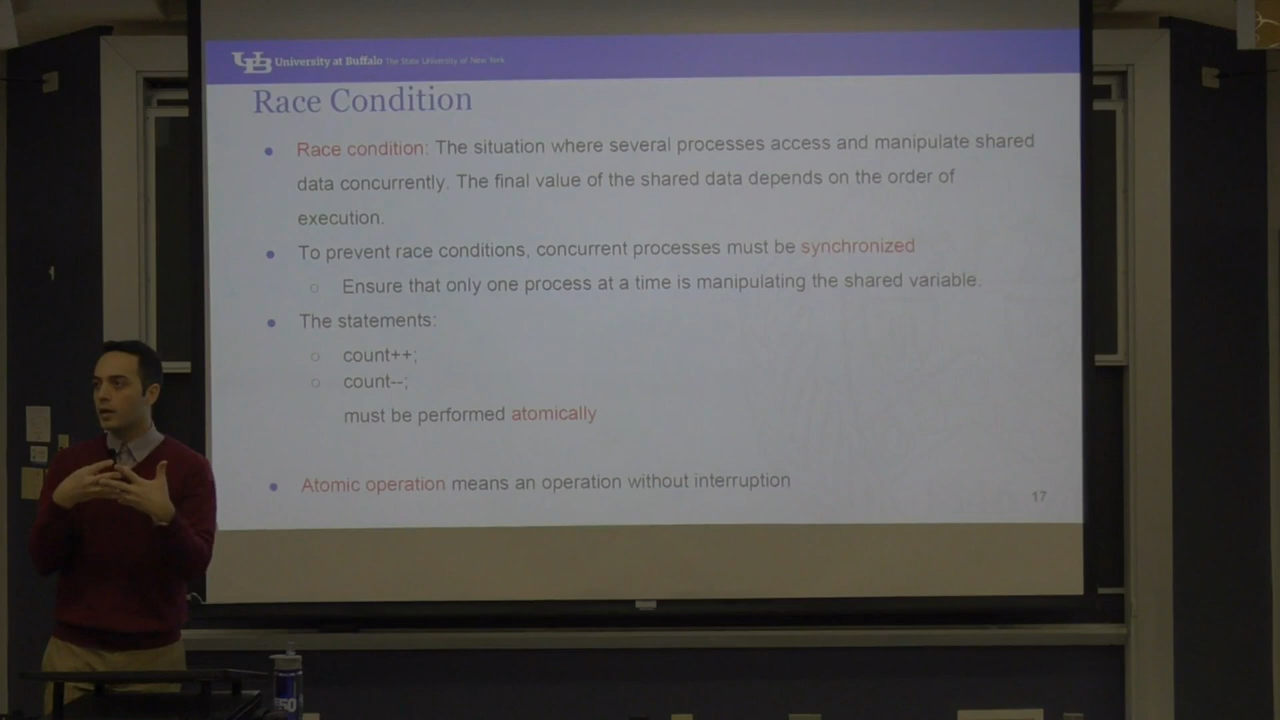 University at Buffalo The State University of New York
Race Condition
Race condition: The situation where several processes access and manipulate shared
data concurrently. The final value of the shared data depends on the order of
execution.
To prevent race conditions, concurrent processes must be synchronized
Ensure that only one process at a time is manipulating the shared variable.
The statements:
count++;
count--;
must be performed atomically
Atomic operation means an operation without interruption
17